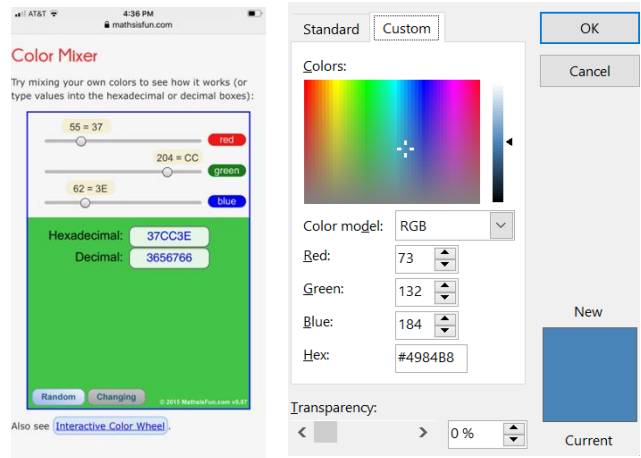 AT&T 4:36 PM
mathsisfun.com
Color Mixer
Try mixing your own colors to see how it works (or
type values into the hexadecimal or decimal boxes):
55 = 37
red
204 = CC
green
62 = 3E
blue
Hexadecimal: 37CC3E
Decimal: 3656766
Random Changing © 2015 MathsIsFun.com v0.87
Also see Interactive Color Wheel.
Standard Custom
Colors:
Color model: RGB
Red: 73
Green: 132
Blue: 184
Hex: #4984B8
Transparency:
0 %
OK
Cancel
New
Current